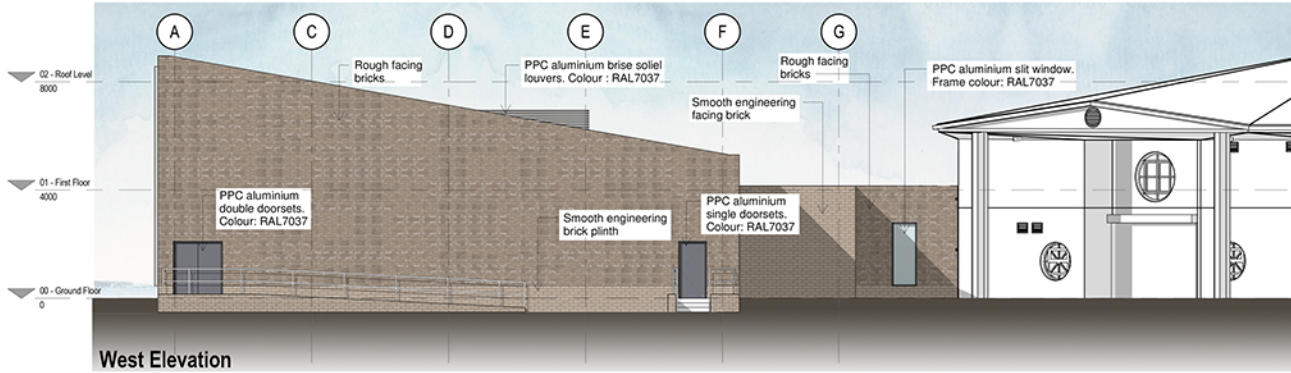 A
C
D
E
F
G
02 - Roof Level
8000
Rough facing
bricks
PPC aluminium brise soliel
louvers. Colour : RAL7037
Rough facing
bricks
PPC aluminium slit window.
Frame colour: RAL7037
Smooth engineering
facing brick
01 - First Floor
4000
PPC aluminium
double doorsets.
Colour: RAL7037
Smooth engineering
brick plinth
PPC aluminium
single doorsets.
Colour: RAL7037
00 - Ground Floor
0
West Elevation